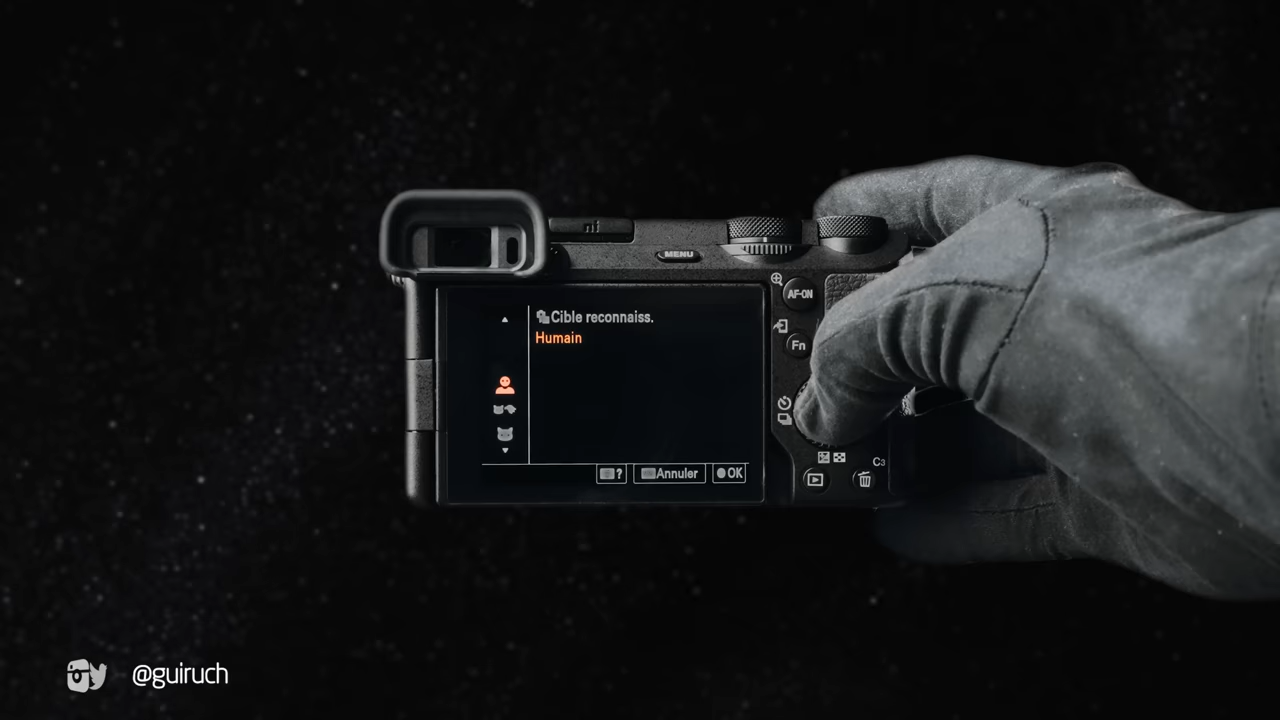 MENU
AF-ON
Fn
Cible reconnaiss.
Humain
? Annuler OK
C3
@guiruch